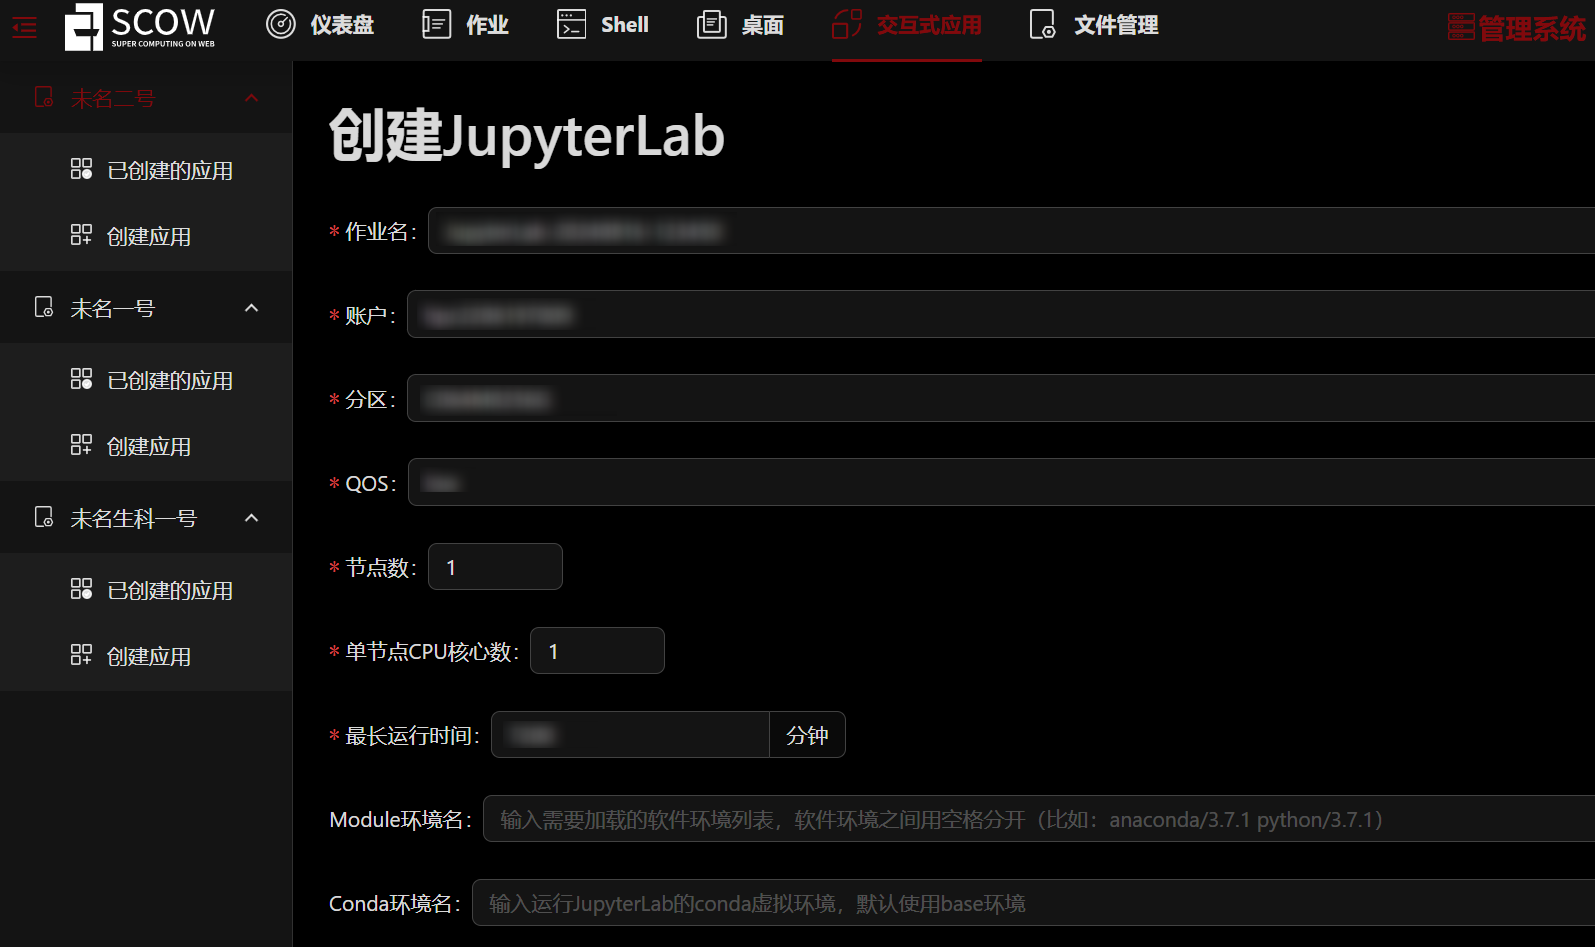 SCOW
SUPER COMPUTING ON WEB
仪表盘
作业
Shell
桌面
交互式应用
文件管理
管理系统
未名二号
已创建的应用
创建应用
未名一号
已创建的应用
创建应用
未名生科一号
已创建的应用
创建应用
创建JupyterLab
* 作业名：
* 账户：
* 分区：
* QOS：
* 节点数： 1
* 单节点CPU核心数： 1
* 最长运行时间： 分钟
Module环境名： 输入需要加载的软件环境列表，软件环境之间用空格分开（比如：anaconda/3.7.1 python/3.7.1）
Conda环境名： 输入运行JupyterLab的conda虚拟环境，默认使用base环境